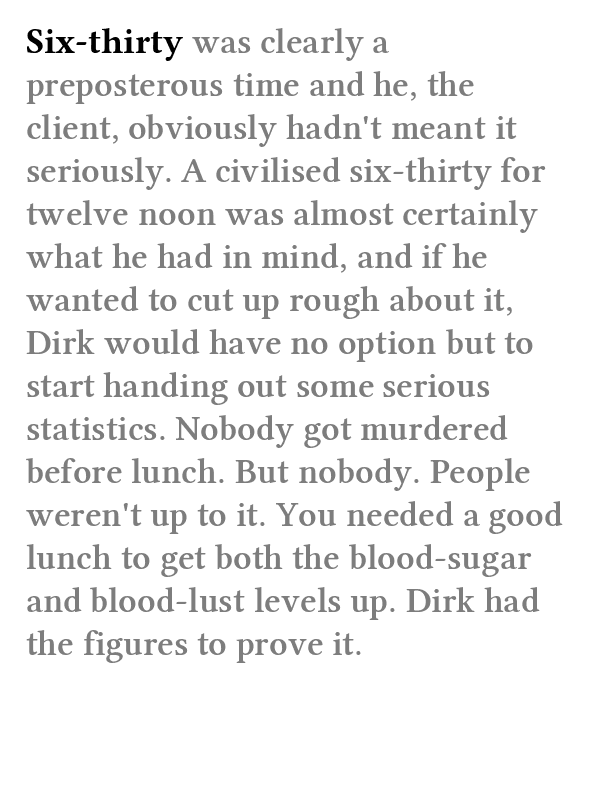 Six-thirty was clearly a
preposterous time and he, the
client, obviously hadn't meant it
seriously. A civilised six-thirty for
twelve noon was almost certainly
what he had in mind, and if he
wanted to cut up rough about it,
Dirk would have no option but to
start handing out some serious
statistics. Nobody got murdered
before lunch. But nobody. People
weren't up to it. You needed a good
lunch to get both the blood-sugar
and blood-lust levels up. Dirk had
the figures to prove it.